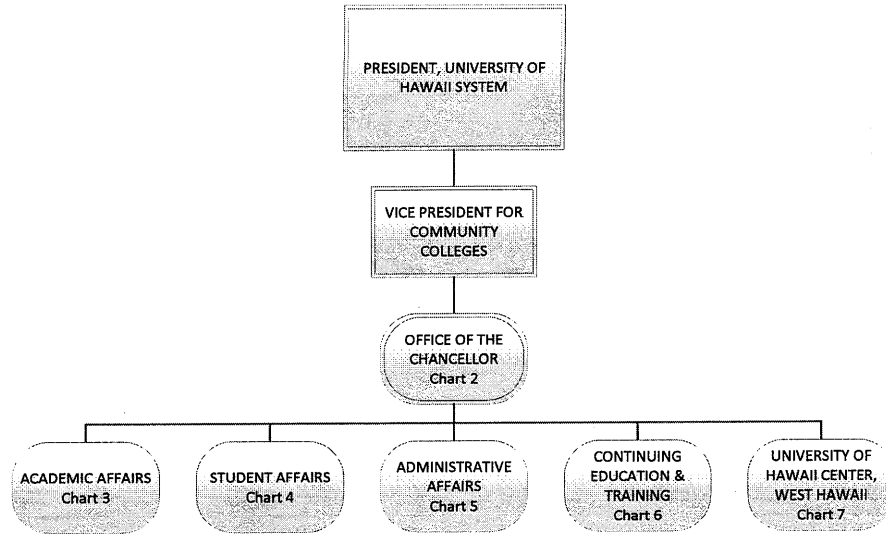 PRESIDENT, UNIVERSITY OF
HAWAII SYSTEM
VICE PRESIDENT FOR
COMMUNITY
COLLEGES
OFFICE OF THE
CHANCELLOR
Chart 2
ACADEMIC AFFAIRS
Chart 3
STUDENT AFFAIRS
Chart 4
ADMINISTRATIVE
AFFAIRS
Chart 5
CONTINUING
EDUCATION &
TRAINING
Chart 6
UNIVERSITY OF
HAWAII CENTER,
WEST HAWAII
Chart 7